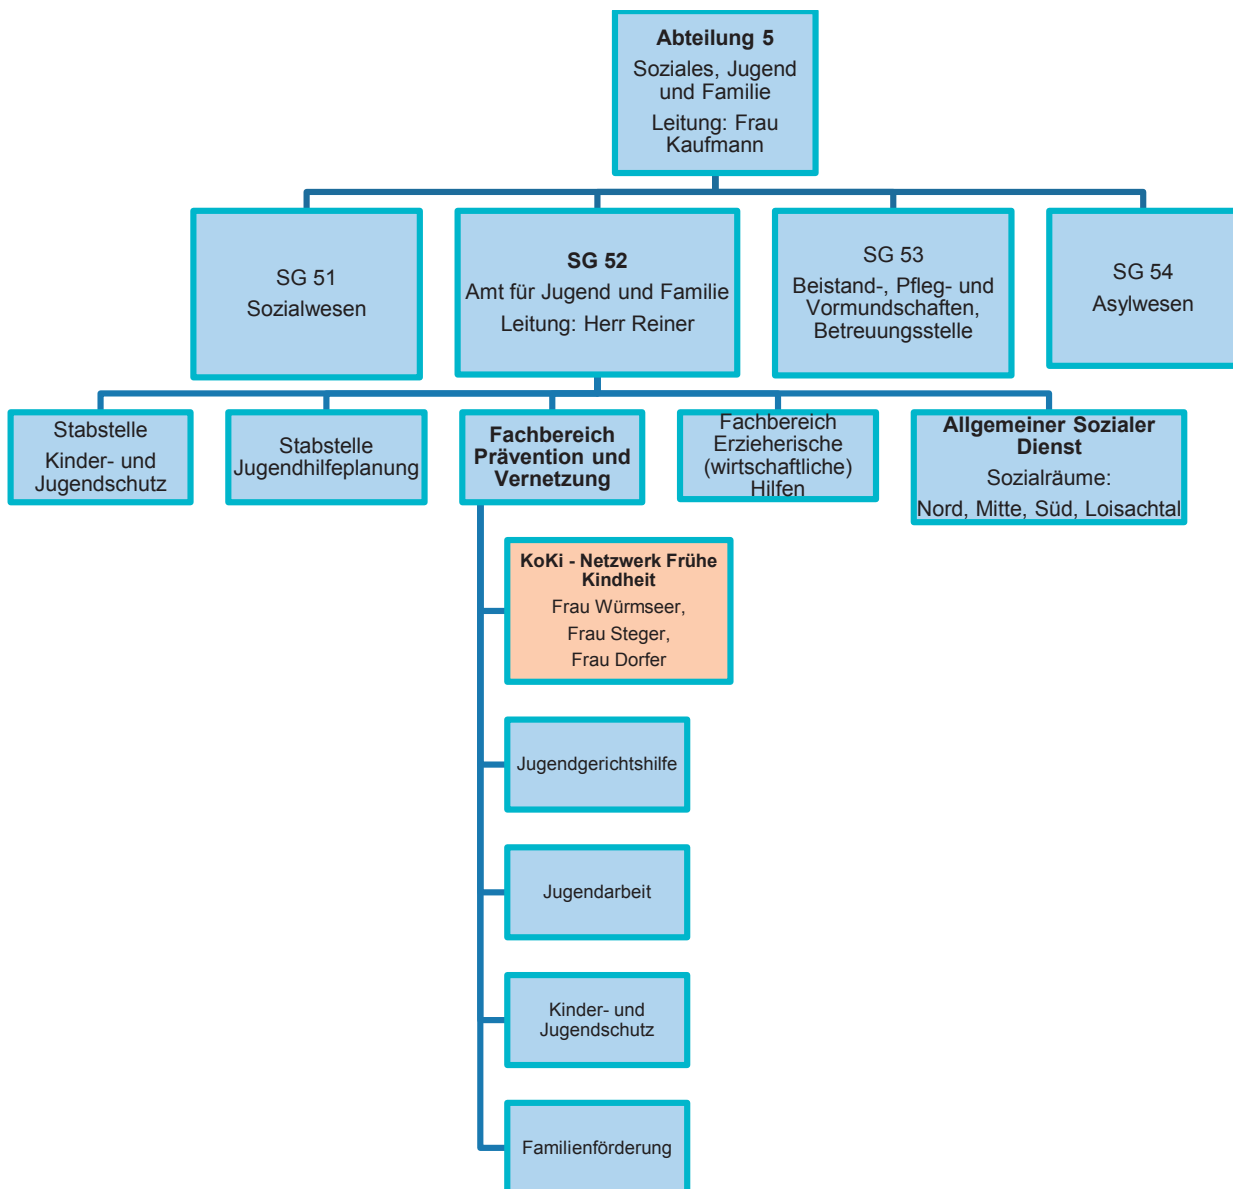 Abteilung 5
Soziales, Jugend
und Familie
Leitung: Frau
Kaufmann
SG 51
Sozialwesen
SG 52
Amt für Jugend und Familie
Leitung: Herr Reiner
SG 53
Beistand-, Pfleg- und
Vormundschaften,
Betreuungsstelle
SG 54
Asylwesen
Stabstelle
Kinder- und
Jugendschutz
Stabstelle
Jugendhilfeplanung
Fachbereich
Prävention und
Vernetzung
Fachbereich
Erzieherische
(wirtschaftliche)
Hilfen
Allgemeiner Sozialer
Dienst
Sozialräume:
Nord, Mitte, Süd, Loisachtal
KoKi - Netzwerk Frühe
Kindheit
Frau Würmseer,
Frau Steger,
Frau Dorfer
Jugendgerichtshilfe
Jugendarbeit
Kinder- und
Jugendschutz
Familienförderung